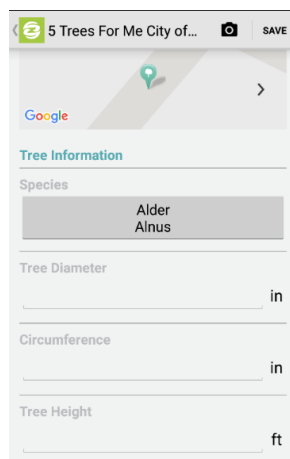 5 Trees For Me City of...
SAVE
Google
Tree Information
Species
Alder
Alnus
Tree Diameter
in
Circumference
in
Tree Height
ft